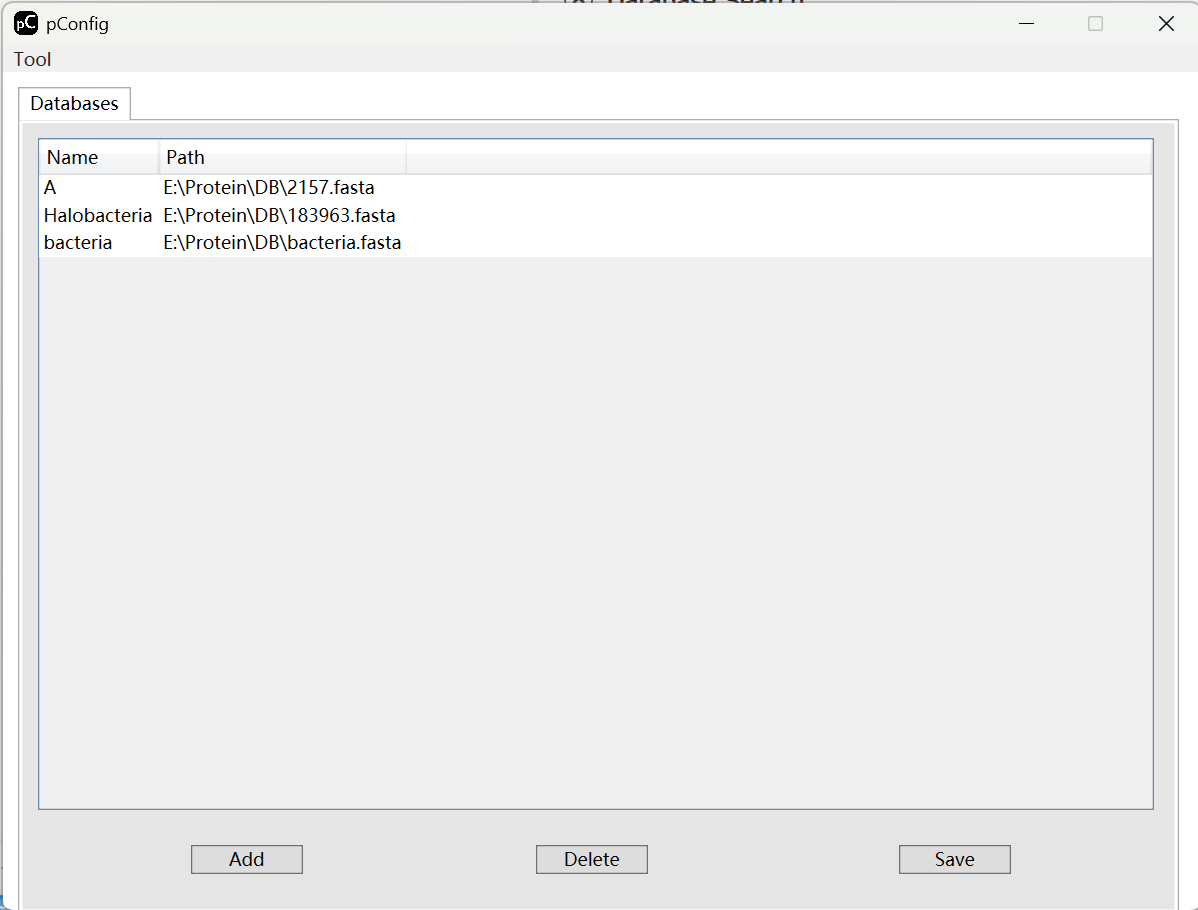 pC pConfig
Tool
Databases
Name Path
A E:\Protein\DB\2157.fasta
Halobacteria E:\Protein\DB\183963.fasta
bacteria E:\Protein\DB\bacteria.fasta
Add Delete Save